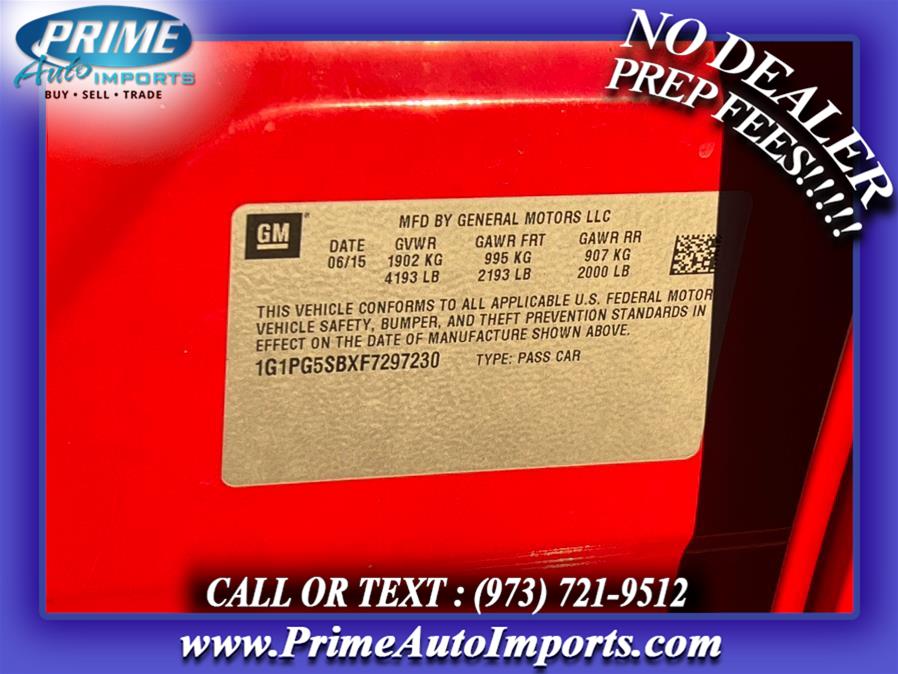 PRIME
Auto IMPORTS
BUY • SELL • TRADE
NO DEALER
PREP FEES!!!!!
GM
MFD BY GENERAL MOTORS LLC
DATE GVWR GAWR FRT GAWR RR
06/15 1902 KG 995 KG 907 KG
4193 LB 2193 LB 2000 LB
THIS VEHICLE CONFORMS TO ALL APPLICABLE U.S. FEDERAL MOTOR
VEHICLE SAFETY, BUMPER, AND THEFT PREVENTION STANDARDS IN
EFFECT ON THE DATE OF MANUFACTURE SHOWN ABOVE.
1G1PG5SBXF7297230 TYPE: PASS CAR
CALL OR TEXT : (973) 721-9512
www.PrimeAutoImports.com